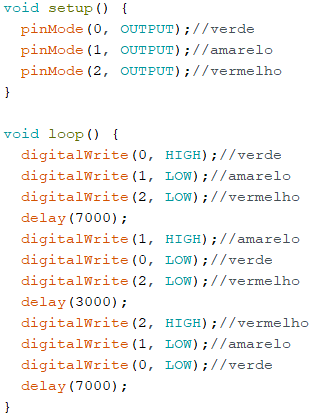 void setup() {
  pinMode(0, OUTPUT);//verde
  pinMode(1, OUTPUT);//amarelo
  pinMode(2, OUTPUT);//vermelho
}

void loop() {
  digitalWrite(0, HIGH);//verde
  digitalWrite(1, LOW);//amarelo
  digitalWrite(2, LOW);//vermelho
  delay(7000);
  digitalWrite(1, HIGH);//amarelo
  digitalWrite(0, LOW);//verde
  digitalWrite(2, LOW);//vermelho
  delay(3000);
  digitalWrite(2, HIGH);//vermelho
  digitalWrite(1, LOW);//amarelo
  digitalWrite(0, LOW);//verde
  delay(7000);
}